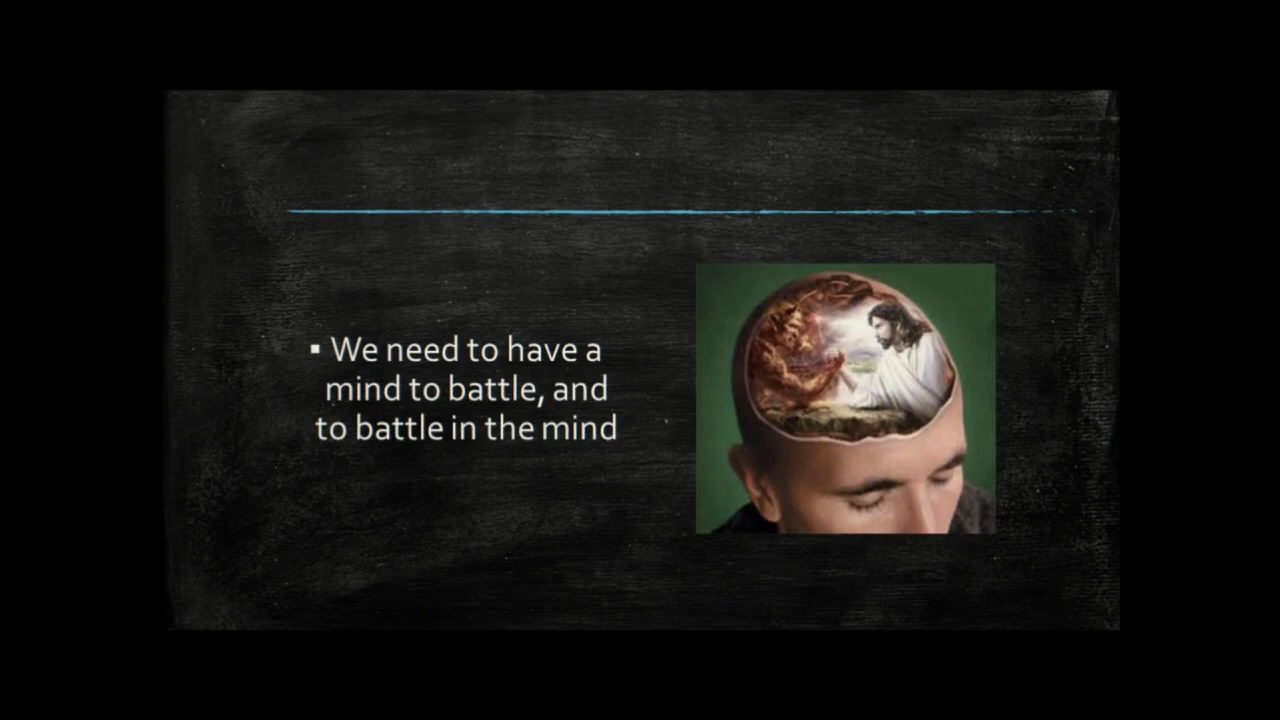 ▪ We need to have a
mind to battle, and
to battle in the mind